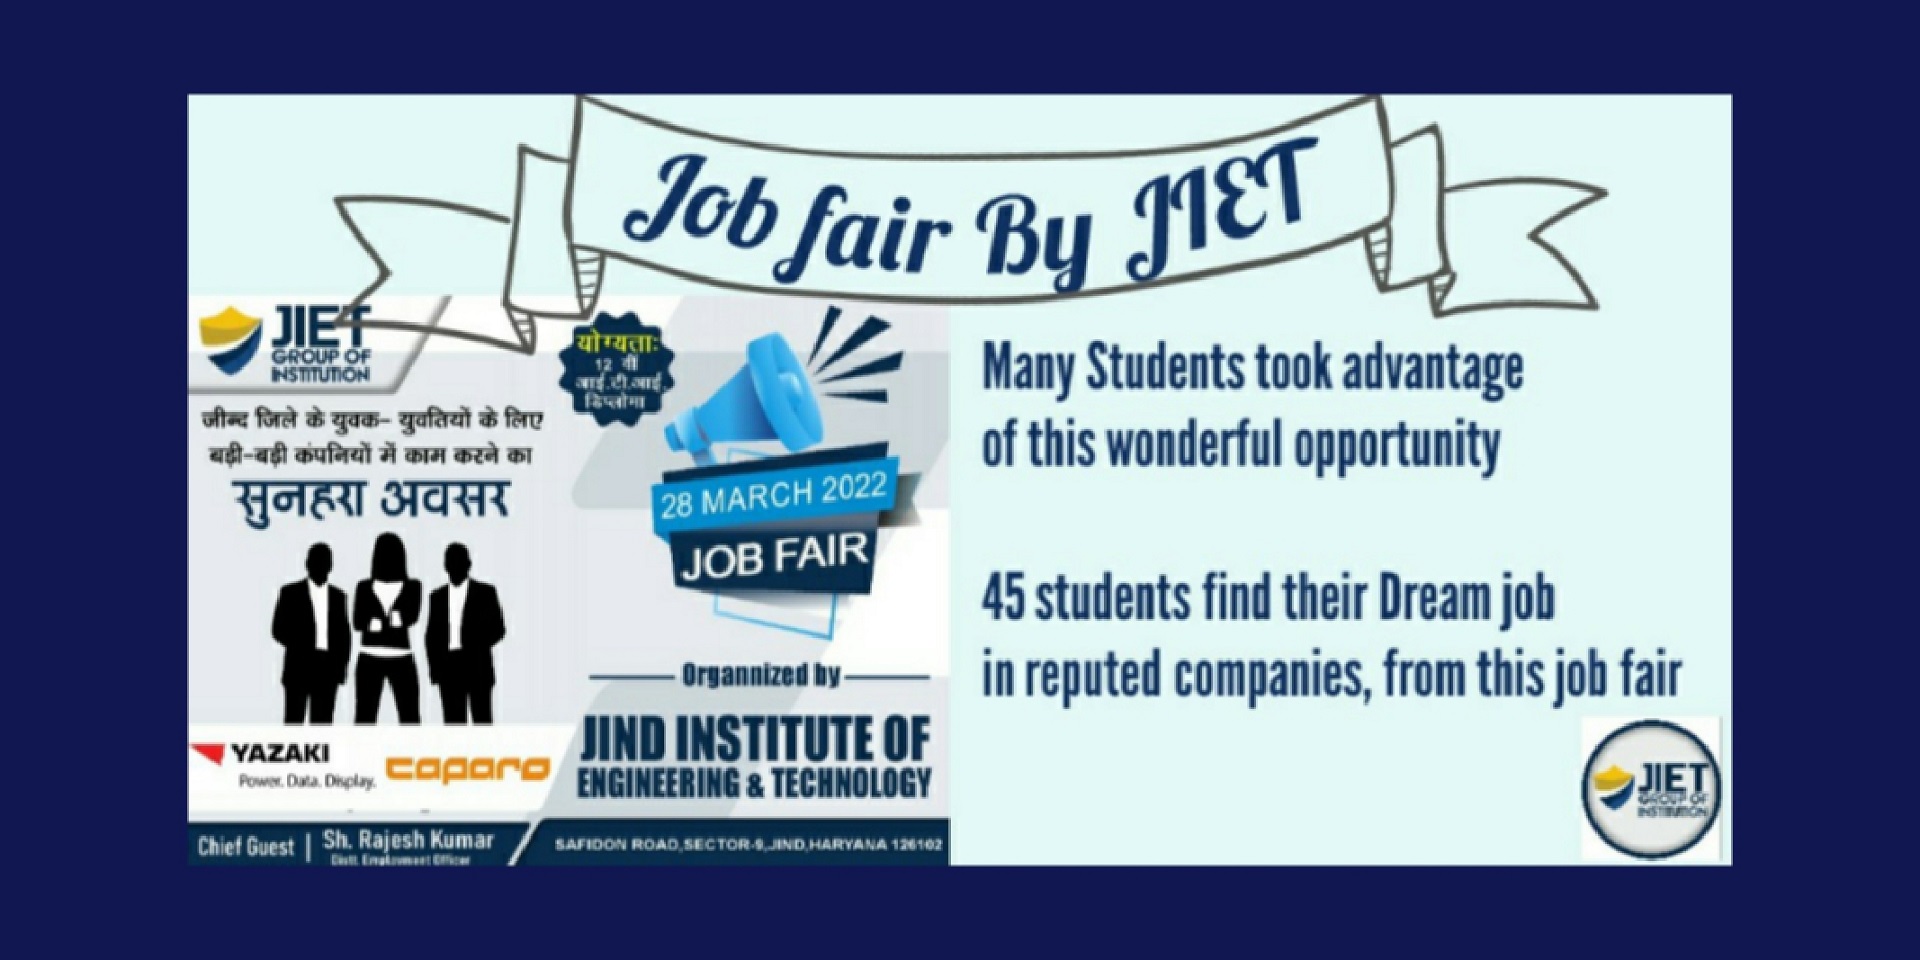 Job fair By JIET
JIET
GROUP OF
INSTITUTION
जीन्द जिले के युवक- युवतियों के लिए
बड़ी-बड़ी कंपनियों में काम करने का
सुनहरा अवसर
योग्यताः
12 वीं
आई.टी.आई
डिप्लोमा
28 MARCH 2022
JOB FAIR
Organnized by
JIND INSTITUTE OF
ENGINEERING & TECHNOLOGY
YAZAKI
Power. Data. Display.
caparo
Chief Guest | Sh. Rajesh Kumar
Distt. Employment Officer
SAFIDON ROAD,SECTOR-9,JIND,HARYANA 126102
Many Students took advantage
of this wonderful opportunity
45 students find their Dream job
in reputed companies, from this job fair
JIET
GROUP OF
INSTITUTION